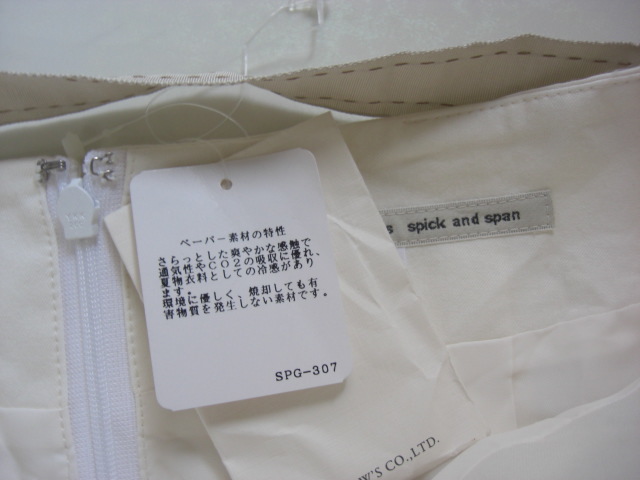 ペーパー素材の特性
さらっとした爽やかな感触で
通気性やCO2の吸収に優れ、
夏物衣料としての冷感があり
ます。
環境に優しく、焼却しても有
害物質を発生しない素材です。
SPG-307
spick and span
W'S CO.,LTD.